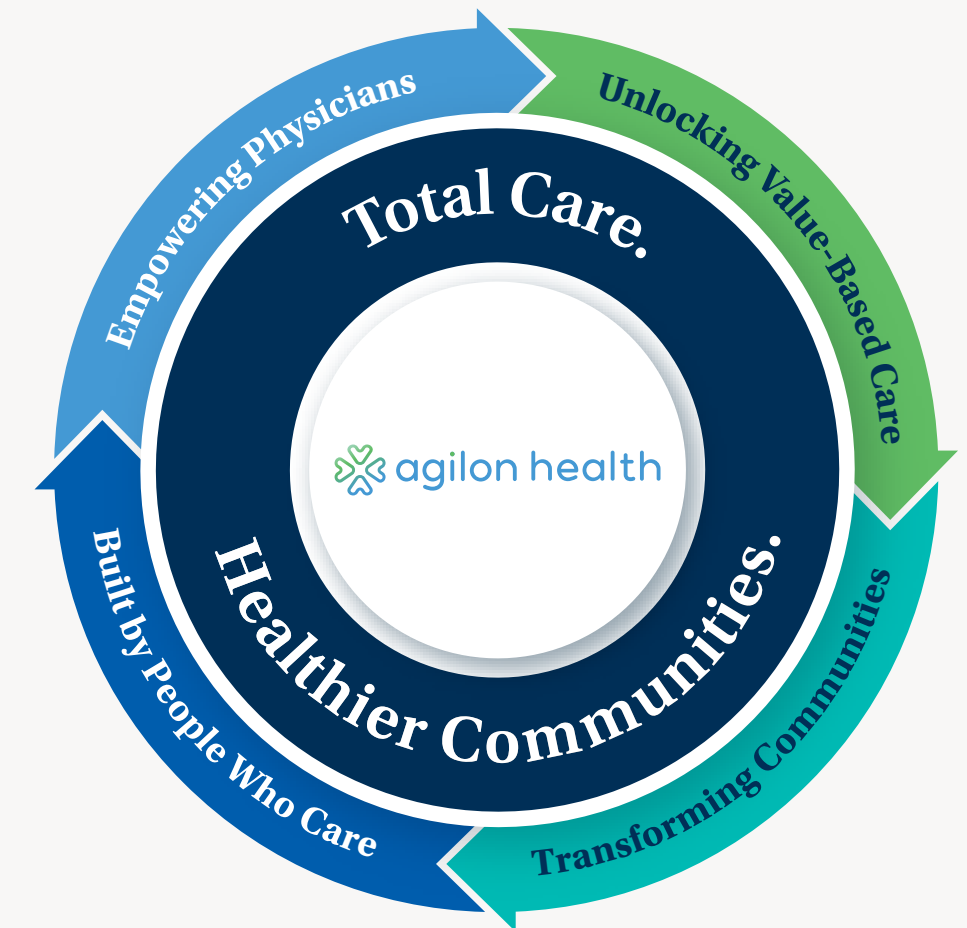 Empowering Physicians
Unlocking Value-Based Care
Total Care.
agilon health
Healthier Communities.
Built by People Who Care
Transforming Communities